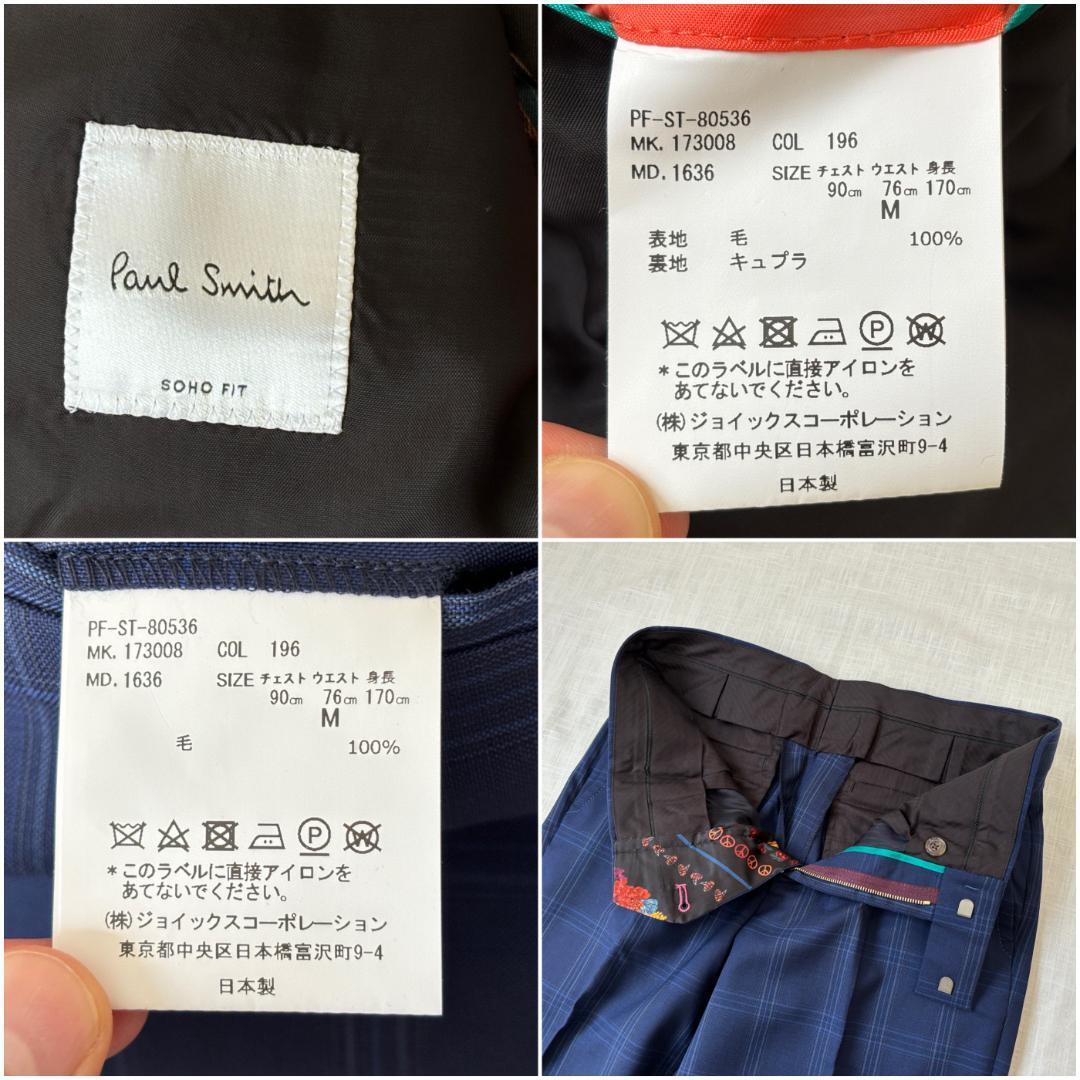 Paul Smith
SOHO FIT
PF-ST-80536
MK. 173008 COL 196
MD. 1636 SIZE チェスト ウエスト 身長
90㎝ 76㎝ 170㎝
M
表地 毛 100%
裏地 キュプラ
P W
*このラベルに直接アイロンを
あてないでください。
(株)ジョイックスコーポレーション
東京都中央区日本橋富沢町9-4
日本製
PF-ST-80536
MK. 173008 COL 196
MD. 1636 SIZE チェスト ウエスト 身長
90㎝ 76㎝ 170㎝
M
毛 100%
P W
*このラベルに直接アイロンを
あてないでください。
(株)ジョイックスコーポレーション
東京都中央区日本橋富沢町9-4
日本製